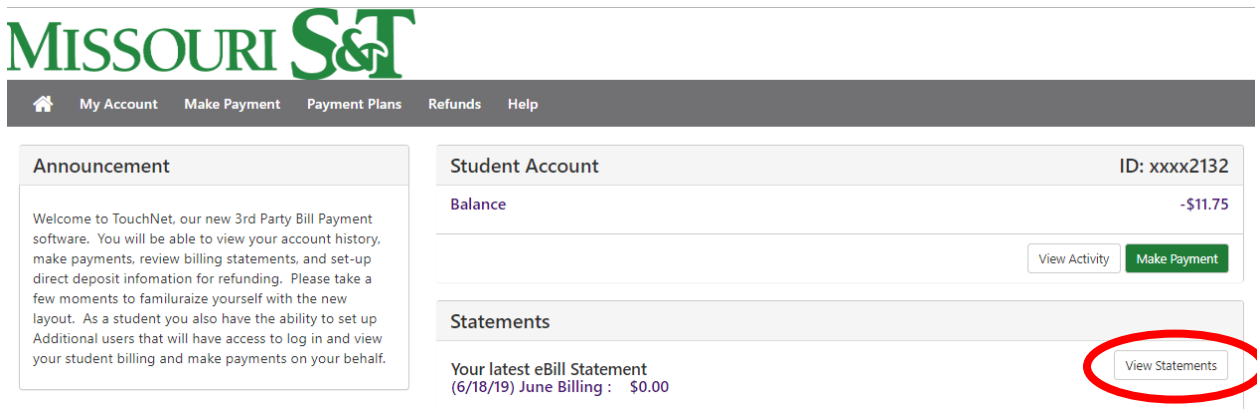 MISSOURI S&T
My Account Make Payment Payment Plans Refunds Help
Announcement
Welcome to TouchNet, our new 3rd Party Bill Payment
software. You will be able to view your account history,
make payments, review billing statements, and set-up
direct deposit infomation for refunding. Please take a
few moments to familuraize yourself with the new
layout. As a student you also have the ability to set up
Additional users that will have access to log in and view
your student billing and make payments on your behalf.
Student Account ID: xxxx2132
Balance -$11.75
View Activity Make Payment
Statements
Your latest eBill Statement
(6/18/19) June Billing : $0.00
View Statements